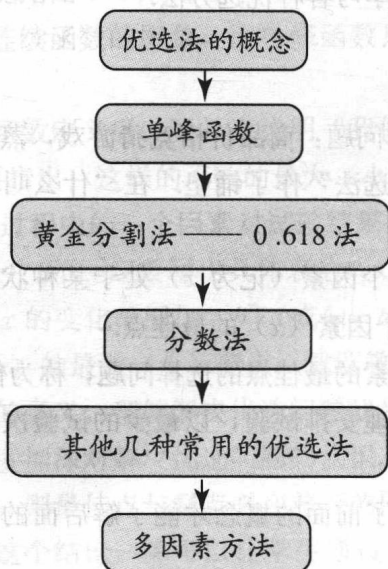 优选法的概念
单峰函数
黄金分割法——0.618法
分数法
其他几种常用的优选法
多因素方法